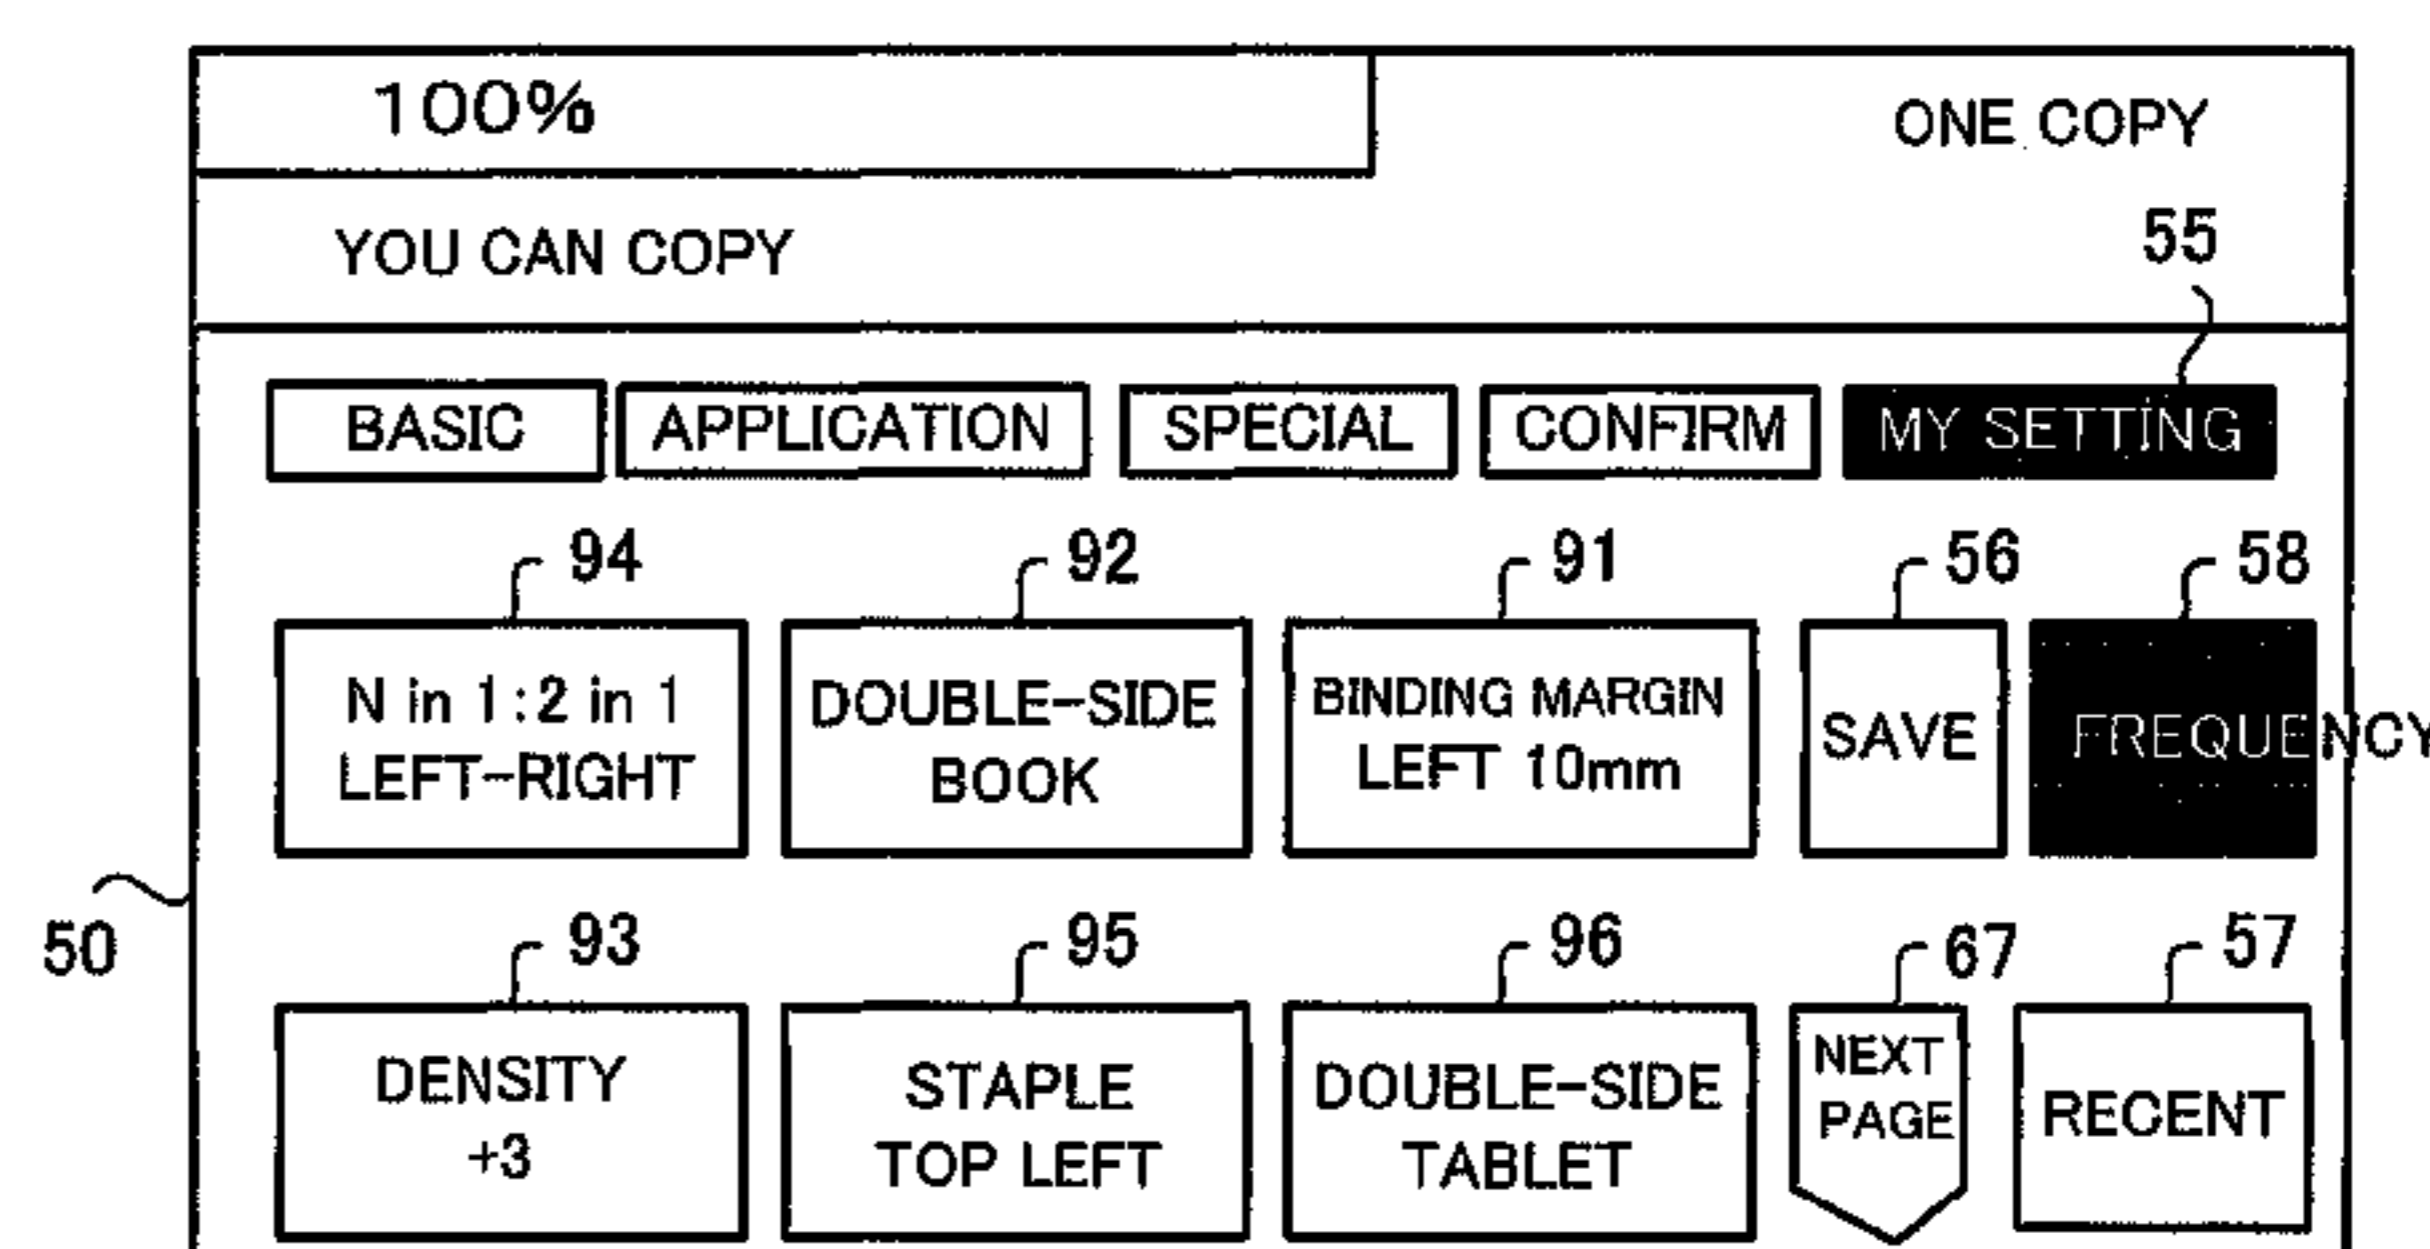 100%
ONE COPY
YOU CAN COPY
55
BASIC APPLICATION SPECIAL CONFIRM MY SETTING
94 92 91 56 58
N in 1:2 in 1
LEFT-RIGHT
DOUBLE-SIDE
BOOK
BINDING MARGIN
LEFT 10mm
SAVE
FREQUENCY
50
93 95 96 67 57
DENSITY
+3
STAPLE
TOP LEFT
DOUBLE-SIDE
TABLET
NEXT
PAGE
RECENT